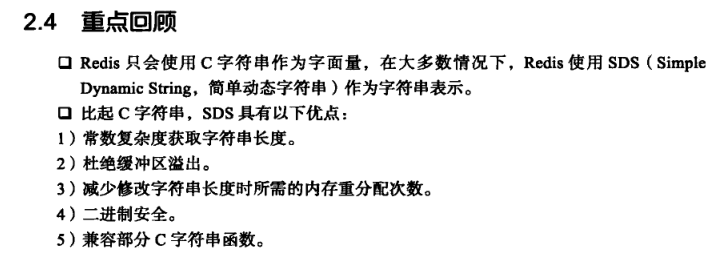 2.4 重点回顾
❑ Redis 只会使用 C 字符串作为字面量，在大多数情况下，Redis 使用 SDS（Simple
Dynamic String，简单动态字符串）作为字符串表示。
❑ 比起 C 字符串，SDS 具有以下优点：
1）常数复杂度获取字符串长度。
2）杜绝缓冲区溢出。
3）减少修改字符串长度时所需的内存重分配次数。
4）二进制安全。
5）兼容部分 C 字符串函数。